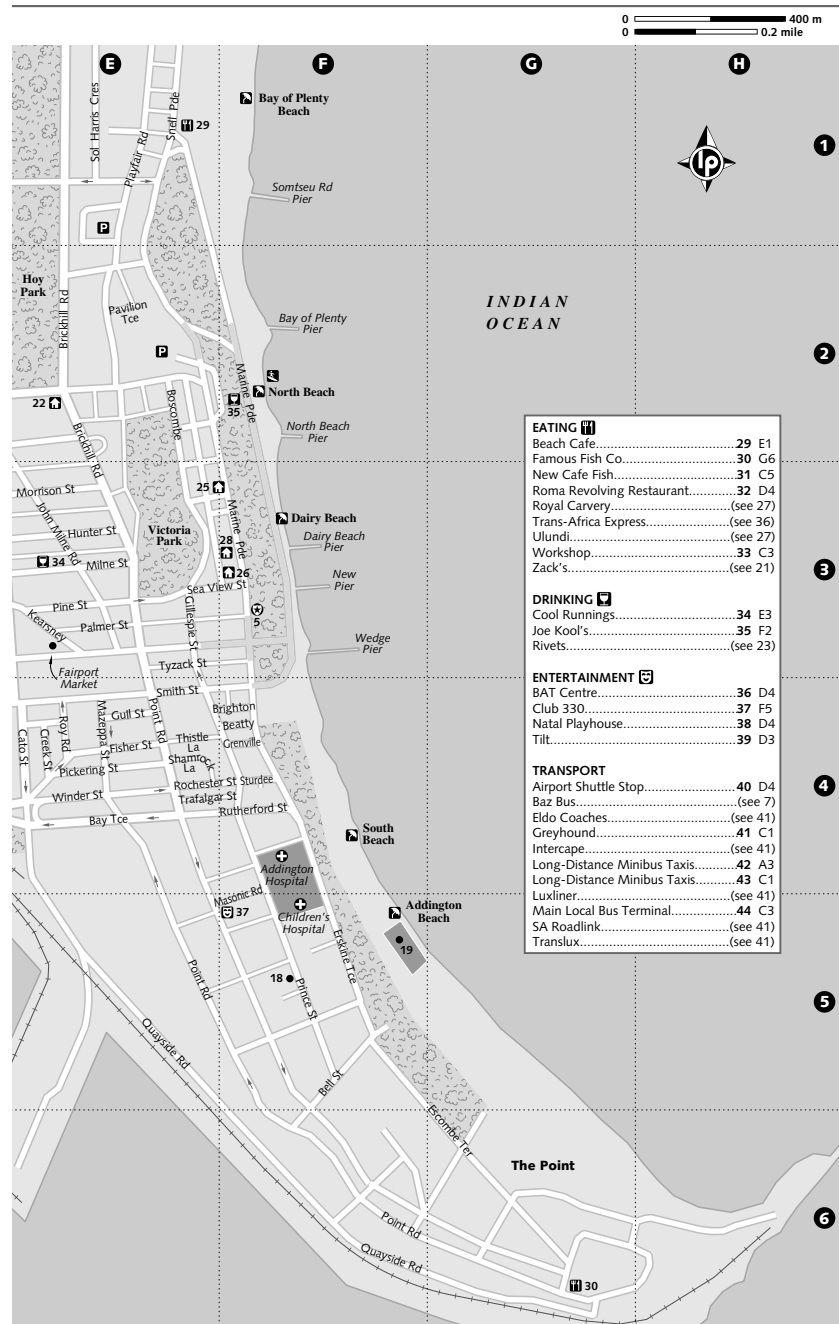 0 400 m
0 0.2 mile
E F G H
Bay of Plenty
Beach
Sol Harris Cres
Playfair Rd
Snell Pde
29
1
lp
Somtseu Rd
Pier
P
Hoy
Park
Brickhill Rd
Pavilion
Tce
INDIAN
OCEAN
Bay of Plenty
Pier
P
2
Marine Pde
North Beach
22
35
Boscombe
North Beach
Pier
Brickhill Rd
Morrison St
25
John Milne Rd
Hunter St
Victoria
Park
Marine Pde
Dairy Beach
Dairy Beach
Pier
28
34
Milne St
26
3
Sea View St
New
Pier
Pine St
Kearsney
Palmer St
Gillespie St
5
Wedge
Pier
Fairport
Market
Tyzack St
Smith St
Brighton
Beatty
Grenville
Gull St
Roy Rd
Creek St
Cato St
Mazeppa St
Point Rd
Fisher St
Thistle
La
Shamrock
La
Pickering St
Rochester St
Sturdee
4
Winder St
Trafalgar St
Rutherford St
Bay Tce
South
Beach
Addington
Hospital
Masonic Rd
37
Children's
Hospital
Addington
Beach
19
Erskine Tce
18
Point Rd
Prince St
5
Quayside Rd
Bell St
Escombe Ter
The Point
Point Rd
6
Quayside Rd
30
EATING
Beach Cafe 29 E1
Famous Fish Co 30 G6
New Cafe Fish 31 C5
Roma Revolving Restaurant 32 D4
Royal Carvery (see 27)
Trans-Africa Express (see 36)
Ulundi (see 27)
Workshop 33 C3
Zack's (see 21)
DRINKING
Cool Runnings 34 E3
Joe Kool's 35 F2
Rivets (see 23)
ENTERTAINMENT
BAT Centre 36 D4
Club 330 37 F5
Natal Playhouse 38 D4
Tilt 39 D3
TRANSPORT
Airport Shuttle Stop 40 D4
Baz Bus (see 7)
Eldo Coaches (see 41)
Greyhound 41 C1
Intercape (see 41)
Long-Distance Minibus Taxis 42 A3
Long-Distance Minibus Taxis 43 C1
Luxliner (see 41)
Main Local Bus Terminal 44 C3
SA Roadlink (see 41)
Translux (see 41)